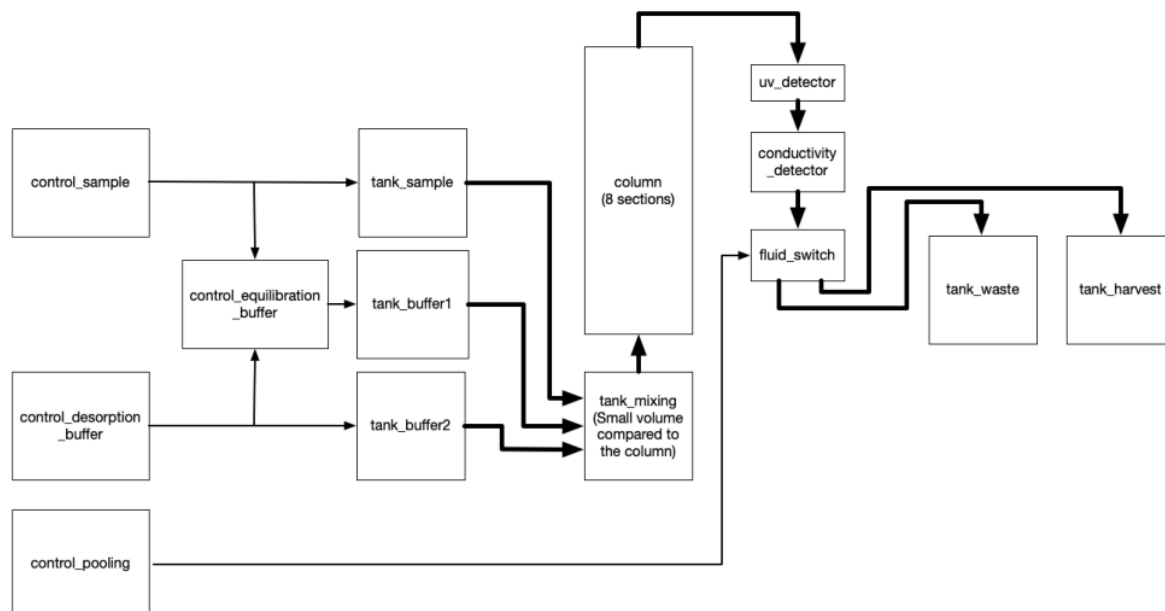 uv_detector
control_sample
tank_sample
column
(8 sections)
conductivity
_detector
control_equilibration
_buffer
tank_buffer1
fluid_switch
tank_waste
tank_harvest
control_desorption
_buffer
tank_buffer2
tank_mixing
(Small volume
compared to
the column)
control_pooling